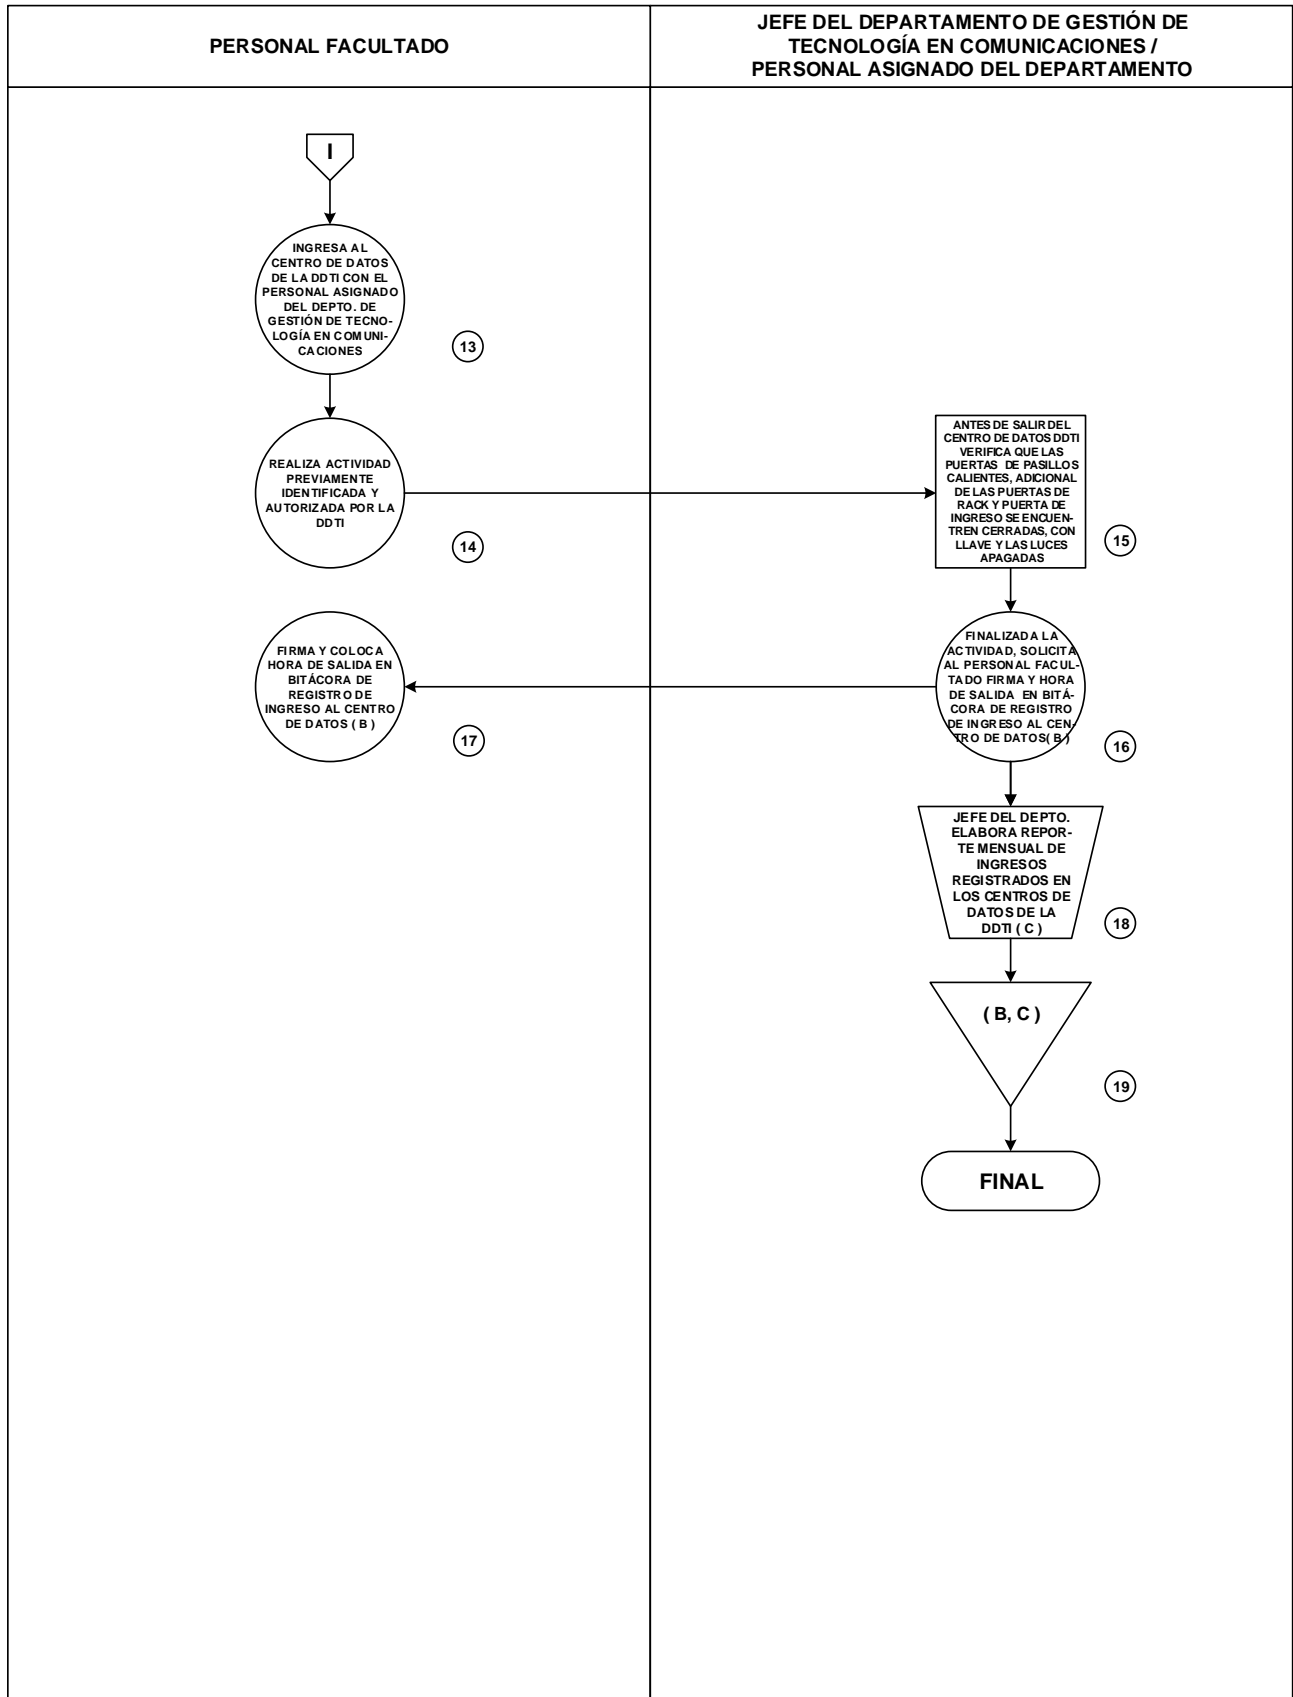 PERSONAL FACULTADO
JEFE DEL DEPARTAMENTO DE GESTIÓN DE
TECNOLOGÍA EN COMUNICACIONES /
PERSONAL ASIGNADO DEL DEPARTAMENTO
I
INGRESA AL
CENTRO DE DATOS
DE LA DDTI CON EL
PERSONAL ASIGNADO
DEL DEPTO. DE
GESTIÓN DE TECNO-
LOGÍA EN COMUNI-
CACIONES
13
REALIZA ACTIVIDAD
PREVIAMENTE
IDENTIFICADA Y
AUTORIZADA POR LA
DDTI
14
ANTES DE SALIR DEL
CENTRO DE DATOS DDTI
VERIFICA QUE LAS
PUERTAS DE PASILLOS
CALIENTES, ADICIONAL
DE LAS PUERTAS DE
RACK Y PUERTA DE
INGRESO SE ENCUEN-
TREN CERRADAS, CON
LLAVE Y LAS LUCES
APAGADAS
15
FINALIZADA LA
ACTIVIDAD, SOLICITA
AL PERSONAL FACUL-
TADO FIRMA Y HORA
DE SALIDA EN BITÁ-
CORA DE REGISTRO
DE INGRESO AL CEN-
TRO DE DATOS( B )
16
FIRMA Y COLOCA
HORA DE SALIDA EN
BITÁCORA DE
REGISTRO DE
INGRESO AL CENTRO
DE DATOS ( B )
17
JEFE DEL DEPTO.
ELABORA REPOR-
TE MENSUAL DE
INGRESOS
REGISTRADOS EN
LOS CENTROS DE
DATOS DE LA
DDTI ( C )
18
( B, C )
19
FINAL